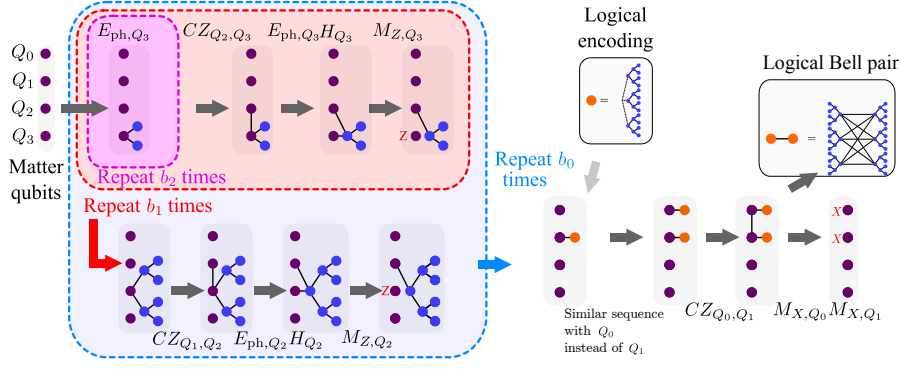 $E_{\mathrm{ph},Q_3}$ $CZ_{Q_2,Q_3}$ $E_{\mathrm{ph},Q_3}H_{Q_3}$ $M_{Z,Q_3}$
$Q_0$
$Q_1$
$Q_2$
$Q_3$
Matter
qubits
Z
Repeat $b_2$ times
Repeat $b_1$ times
Repeat $b_0$
times
Z
$CZ_{Q_1,Q_2}$ $E_{\mathrm{ph},Q_2}H_{Q_2}$ $M_{Z,Q_2}$
Logical
encoding
=
Logical Bell pair
=
X
X
Similar sequence
with $Q_0$
instead of $Q_1$
$CZ_{Q_0,Q_1}$ $M_{X,Q_0}M_{X,Q_1}$